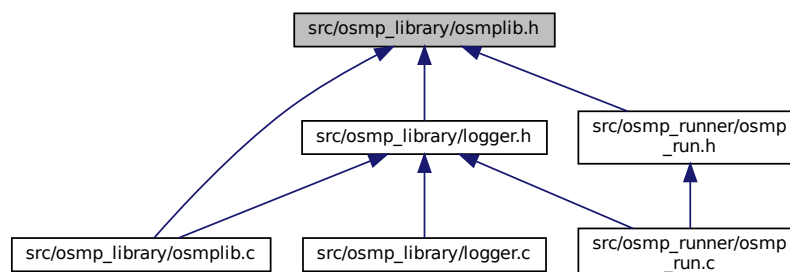 src/osmp_library/osmplib.h
src/osmp_library/logger.h
src/osmp_runner/osmp
_run.h
src/osmp_library/osmplib.c
src/osmp_library/logger.c
src/osmp_runner/osmp
_run.c